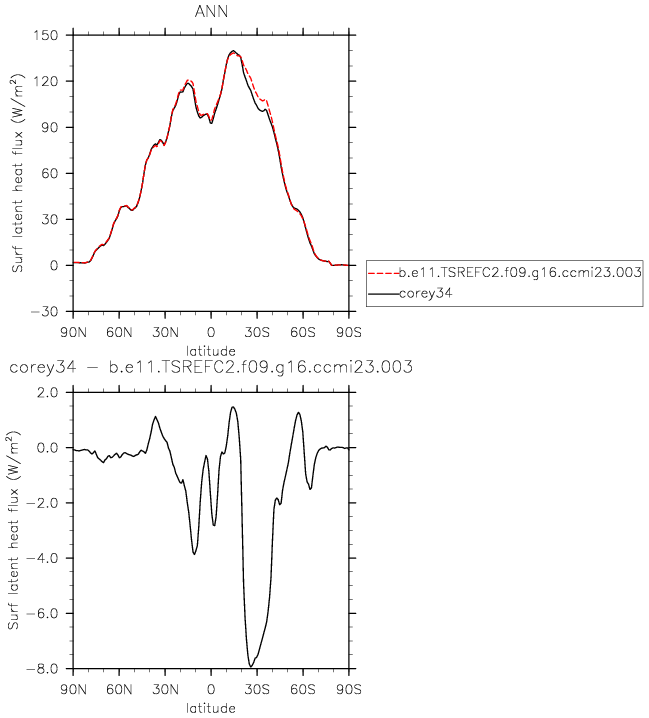 ANN
Surf latent heat flux (W/m²)
150
120
90
60
30
0
−30
90N 60N 30N 0 30S 60S 90S
latitude
b.e11.TSREFC2.f09.g16.ccmi23.003
corey34
corey34 − b.e11.TSREFC2.f09.g16.ccmi23.003
Surf latent heat flux (W/m²)
2.0
0.0
−2.0
−4.0
−6.0
−8.0
90N 60N 30N 0 30S 60S 90S
latitude